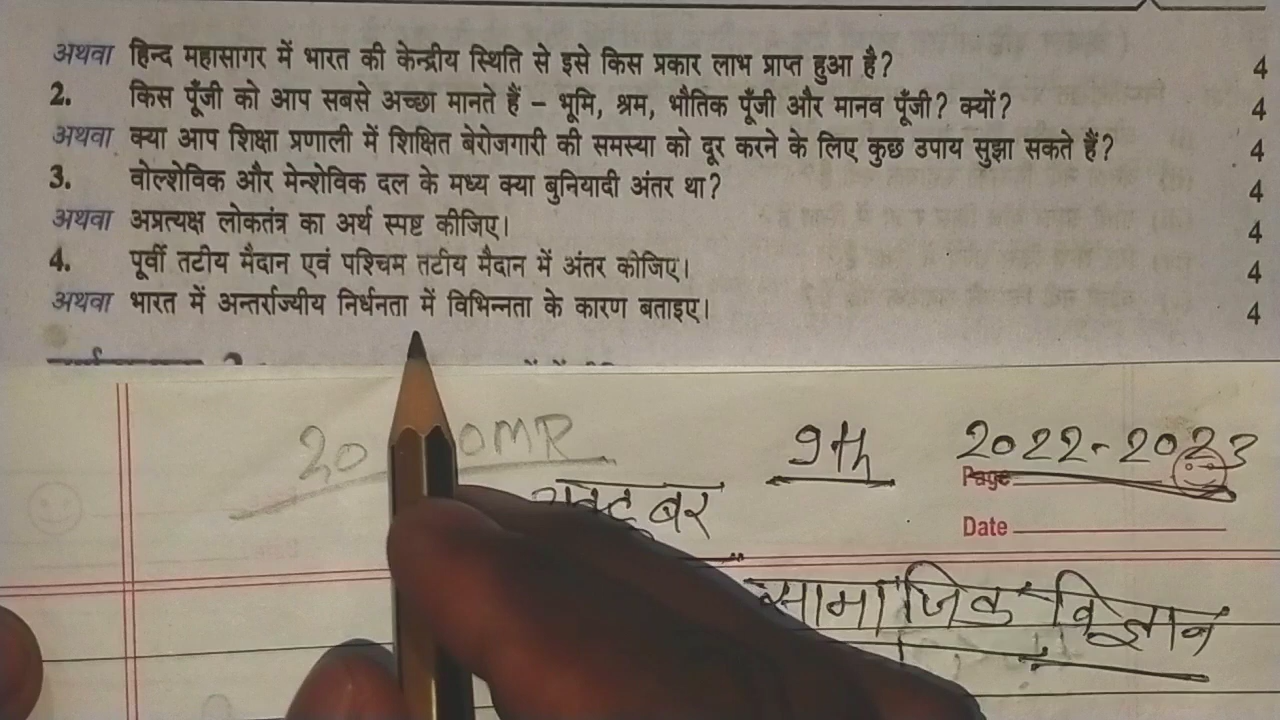 अथवा हिन्द महासागर में भारत की केन्द्रीय स्थिति से इसे किस प्रकार लाभ प्राप्त हुआ है? 4
2. किस पूँजी को आप सबसे अच्छा मानते हैं – भूमि, श्रम, भौतिक पूँजी और मानव पूँजी? क्यों? 4
अथवा क्या आप शिक्षा प्रणाली में शिक्षित बेरोजगारी की समस्या को दूर करने के लिए कुछ उपाय सुझा सकते हैं? 4
3. वोल्शेविक और मेन्शेविक दल के मध्य क्या बुनियादी अंतर था? 4
अथवा अप्रत्यक्ष लोकतंत्र का अर्थ स्पष्ट कीजिए। 4
4. पूर्वी तटीय मैदान एवं पश्चिम तटीय मैदान में अंतर कीजिए। 4
अथवा भारत में अन्तर्राज्यीय निर्धनता में विभिन्नता के कारण बताइए। 4
20 OMR 9th 2022-2023
Page
Date
सामाजिक विज्ञान